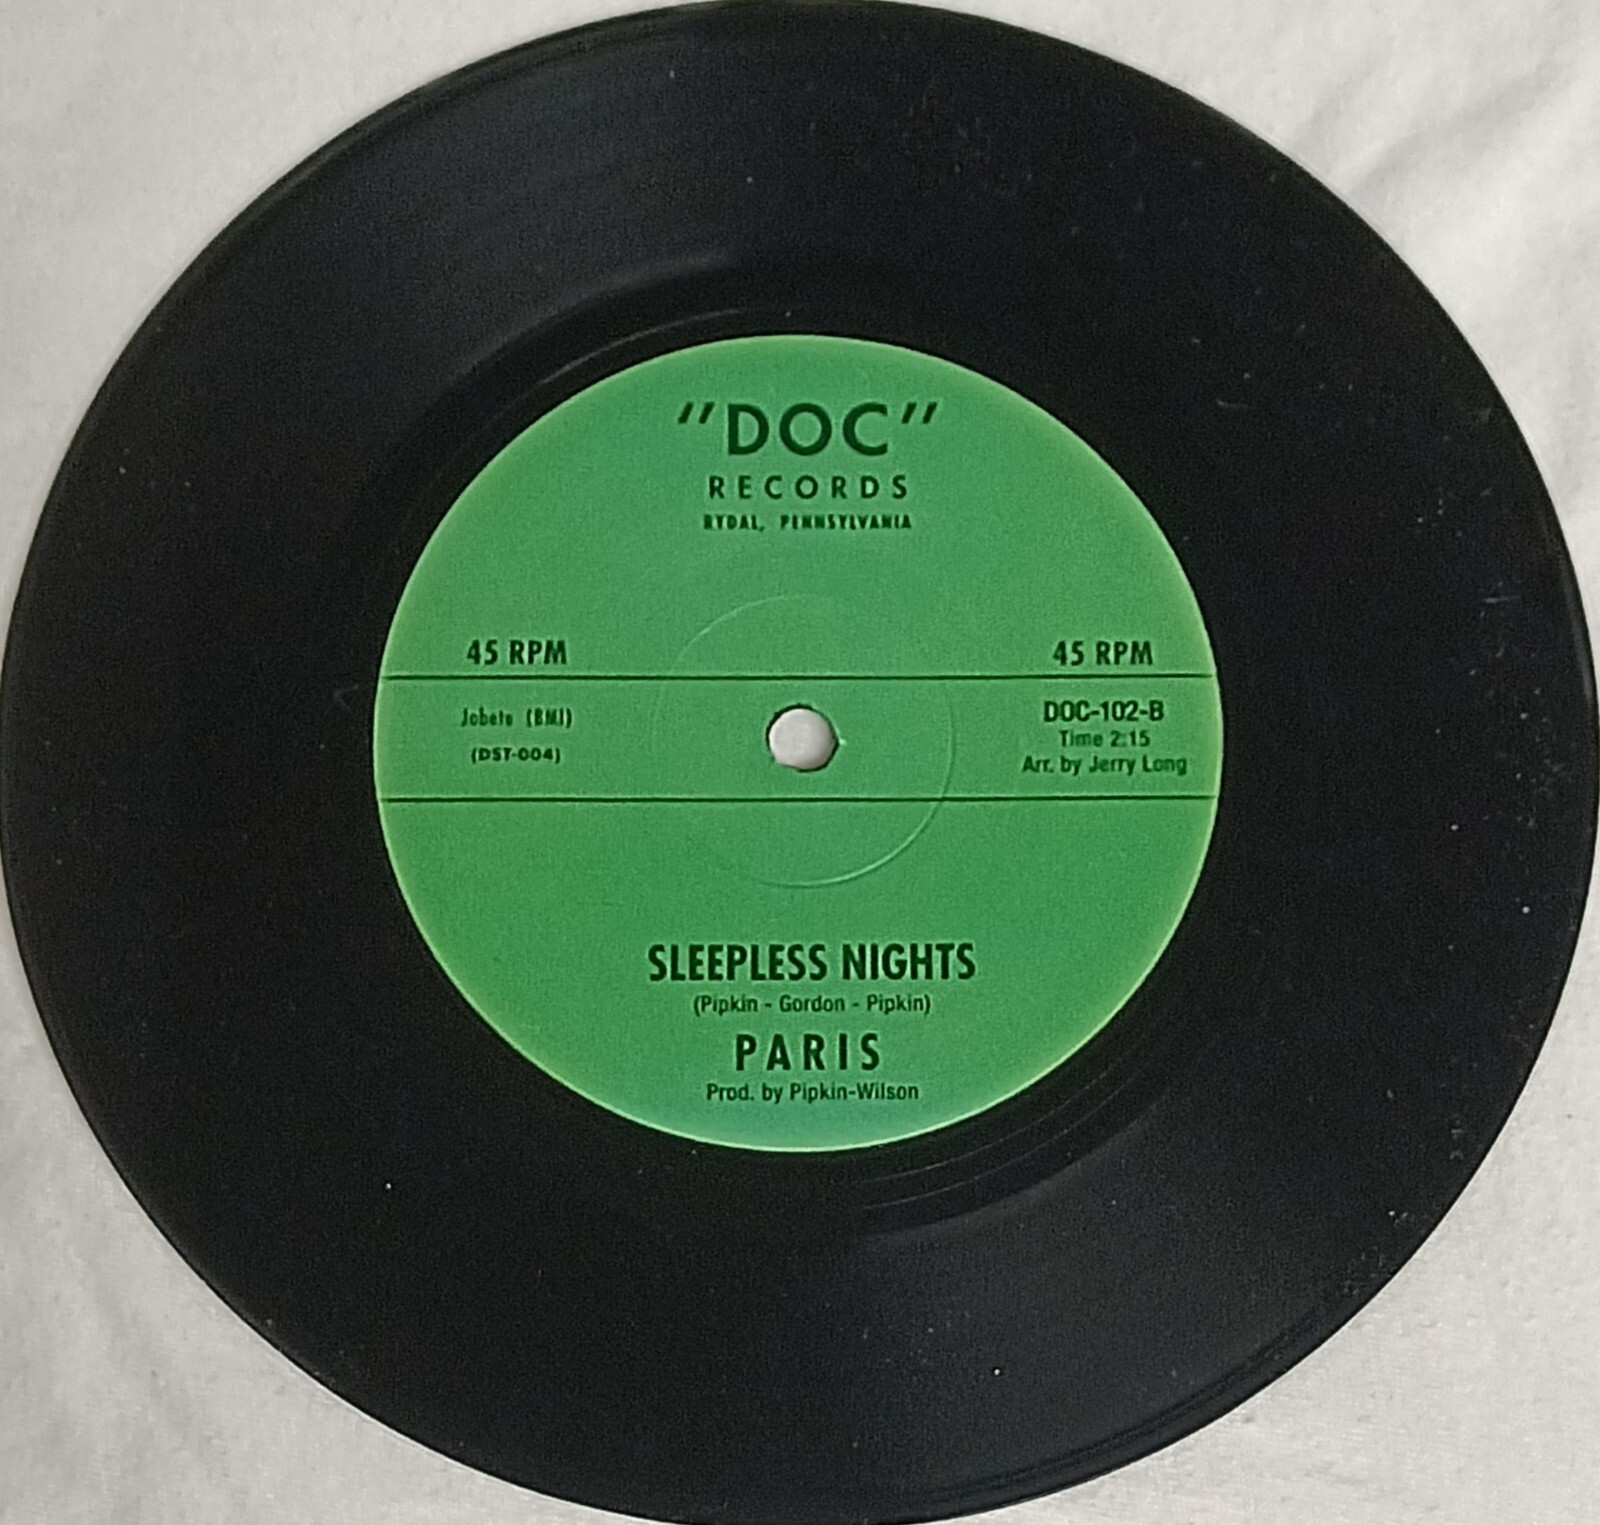 "DOC"
RECORDS
RYDAL, PENNSYLVANIA
45 RPM
45 RPM
Jobete (BMI)
(DST-004)
DOC-102-B
Time 2:15
Arr. by Jerry Long
SLEEPLESS NIGHTS
(Pipkin - Gordon - Pipkin)
PARIS
Prod. by Pipkin-Wilson